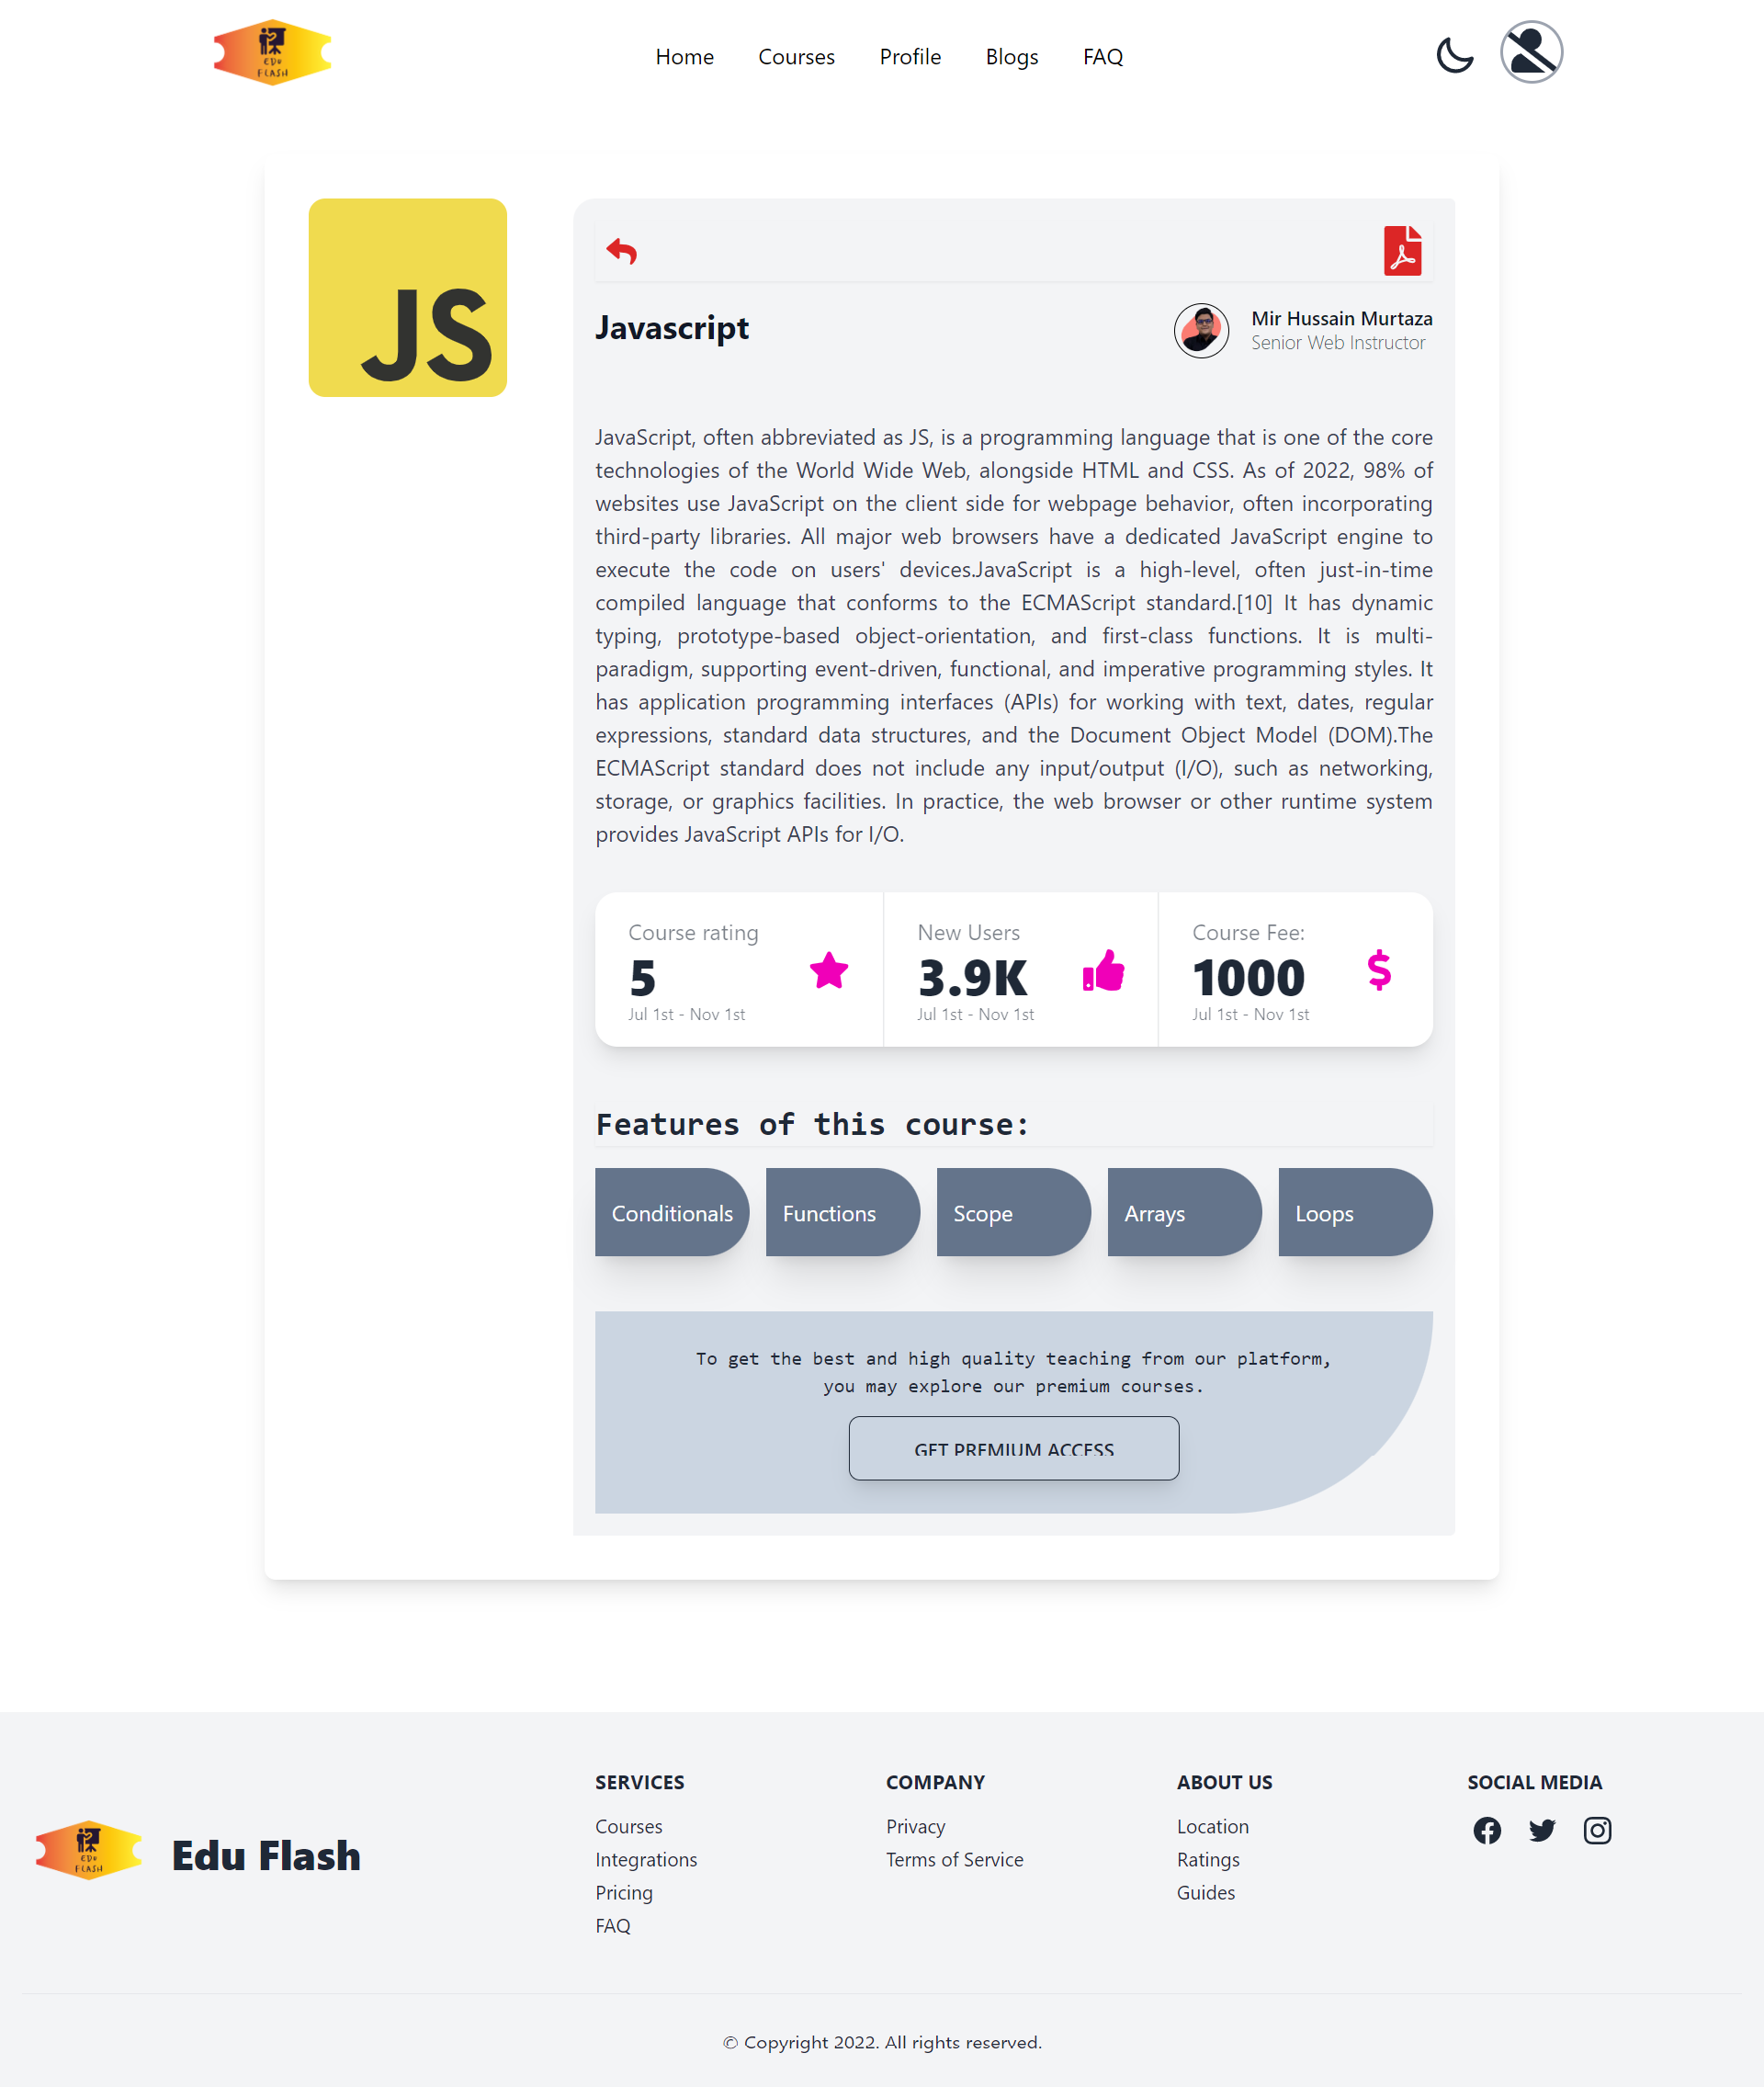 EDU
FLASH
Home Courses Profile Blogs FAQ
JS
Javascript
Mir Hussain Murtaza
Senior Web Instructor
JavaScript, often abbreviated as JS, is a programming language that is one of the core
technologies of the World Wide Web, alongside HTML and CSS. As of 2022, 98% of
websites use JavaScript on the client side for webpage behavior, often incorporating
third-party libraries. All major web browsers have a dedicated JavaScript engine to
execute the code on users' devices.JavaScript is a high-level, often just-in-time
compiled language that conforms to the ECMAScript standard.[10] It has dynamic
typing, prototype-based object-orientation, and first-class functions. It is multi-
paradigm, supporting event-driven, functional, and imperative programming styles. It
has application programming interfaces (APIs) for working with text, dates, regular
expressions, standard data structures, and the Document Object Model (DOM).The
ECMAScript standard does not include any input/output (I/O), such as networking,
storage, or graphics facilities. In practice, the web browser or other runtime system
provides JavaScript APIs for I/O.
Course rating
5
Jul 1st - Nov 1st
New Users
3.9K
Jul 1st - Nov 1st
Course Fee:
1000
Jul 1st - Nov 1st
Features of this course:
Conditionals
Functions
Scope
Arrays
Loops
To get the best and high quality teaching from our platform,
you may explore our premium courses.
GET PREMIUM ACCESS
EDU
FLASH
Edu Flash
SERVICES
Courses
Integrations
Pricing
FAQ
COMPANY
Privacy
Terms of Service
ABOUT US
Location
Ratings
Guides
SOCIAL MEDIA
© Copyright 2022. All rights reserved.